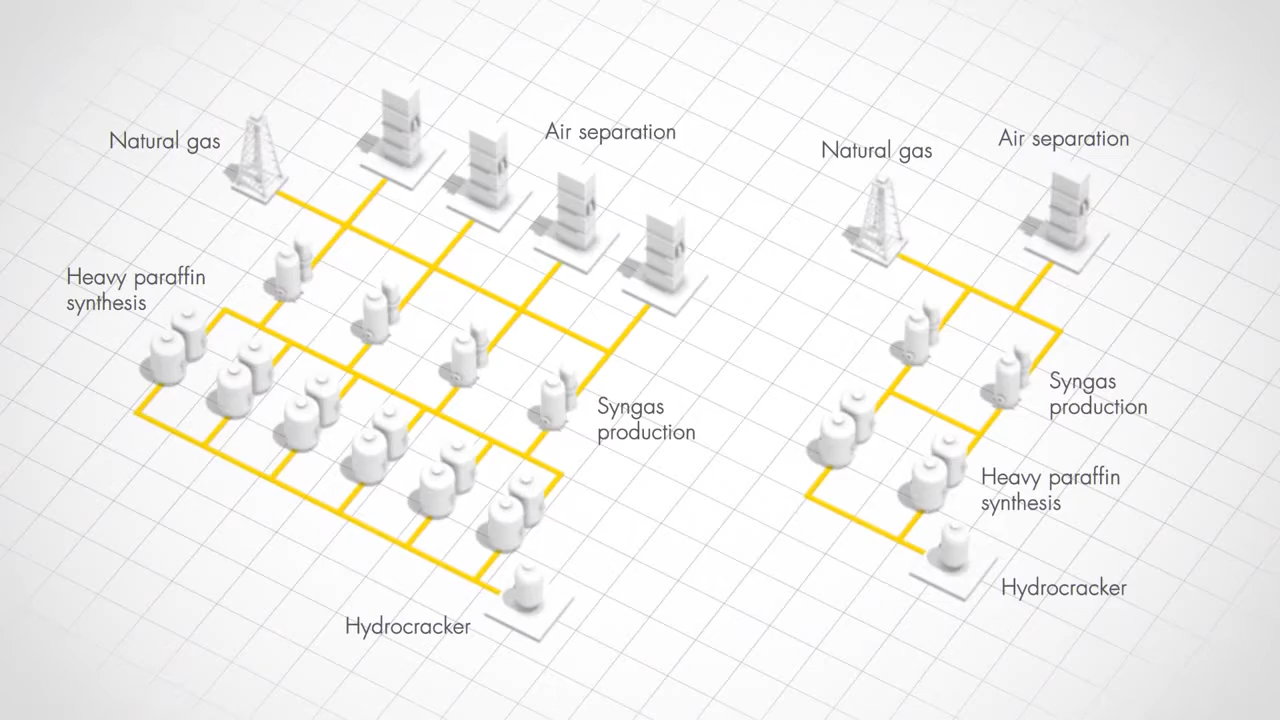 Natural gas
Air separation
Heavy paraffin
synthesis
Syngas
production
Hydrocracker
Natural gas
Air separation
Syngas
production
Heavy paraffin
synthesis
Hydrocracker